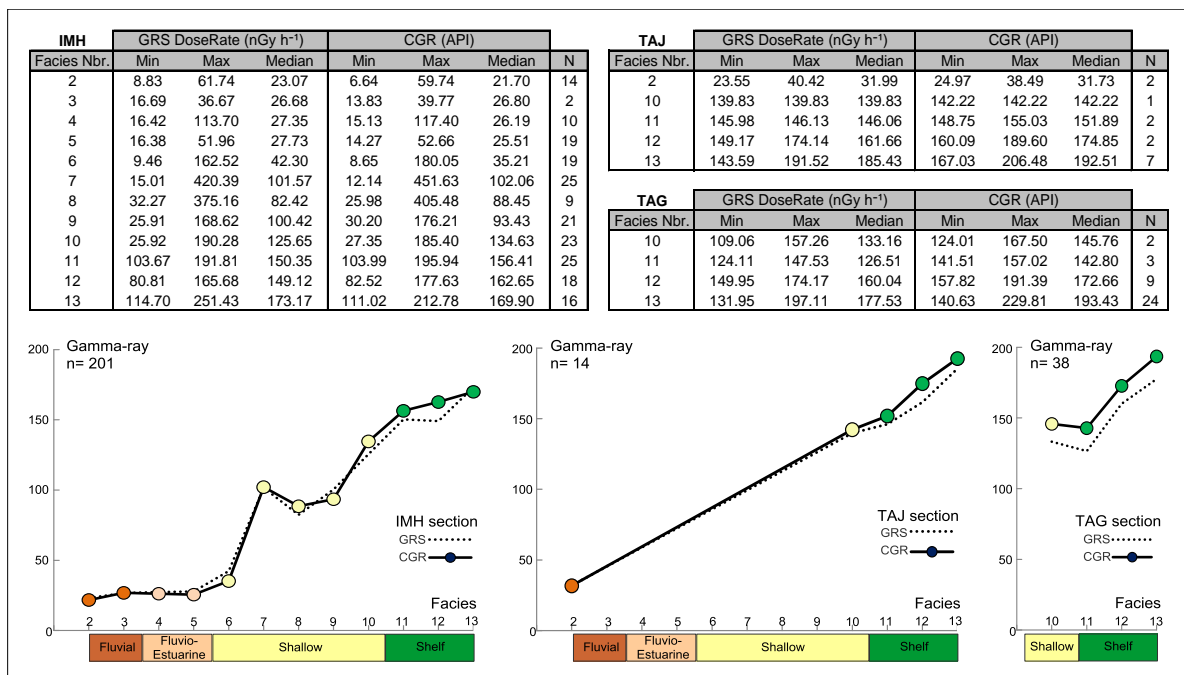 IMH GRS DoseRate (nGy h⁻¹) CGR (API)
Facies Nbr. Min Max Median Min Max Median N
2 8.83 61.74 23.07 6.64 59.74 21.70 14
3 16.69 36.67 26.68 13.83 39.77 26.80 2
4 16.42 113.70 27.35 15.13 117.40 26.19 10
5 16.38 51.96 27.73 14.27 52.66 25.51 19
6 9.46 162.52 42.30 8.65 180.05 35.21 19
7 15.01 420.39 101.57 12.14 451.63 102.06 25
8 32.27 375.16 82.42 25.98 405.48 88.45 9
9 25.91 168.62 100.42 30.20 176.21 93.43 21
10 25.92 190.28 125.65 27.35 185.40 134.63 23
11 103.67 191.81 150.35 103.99 195.94 156.41 25
12 80.81 165.68 149.12 82.52 177.63 162.65 18
13 114.70 251.43 173.17 111.02 212.78 169.90 16
TAJ GRS DoseRate (nGy h⁻¹) CGR (API)
Facies Nbr. Min Max Median Min Max Median N
2 23.55 40.42 31.99 24.97 38.49 31.73 2
10 139.83 139.83 139.83 142.22 142.22 142.22 1
11 145.98 146.13 146.06 148.75 155.03 151.89 2
12 149.17 174.14 161.66 160.09 189.60 174.85 2
13 143.59 191.52 185.43 167.03 206.48 192.51 7
TAG GRS DoseRate (nGy h⁻¹) CGR (API)
Facies Nbr. Min Max Median Min Max Median N
10 109.06 157.26 133.16 124.01 167.50 145.76 2
11 124.11 147.53 126.51 141.51 157.02 142.80 3
12 149.95 174.17 160.04 157.82 191.39 172.66 9
13 131.95 197.11 177.53 140.63 229.81 193.43 24
Gamma-ray
n= 201
200
150
100
50
0
IMH section
GRS
CGR
Facies
2 3 4 5 6 7 8 9 10 11 12 13
Fluvial Fluvio-Estuarine Shallow Shelf
Gamma-ray
n= 14
200
150
100
50
0
TAJ section
GRS
CGR
Facies
2 3 4 5 6 7 8 9 10 11 12 13
Fluvial Fluvio-Estuarine Shallow Shelf
Gamma-ray
n= 38
200
150
100
50
0
TAG section
GRS
CGR
Facies
10 11 12 13
Shallow Shelf